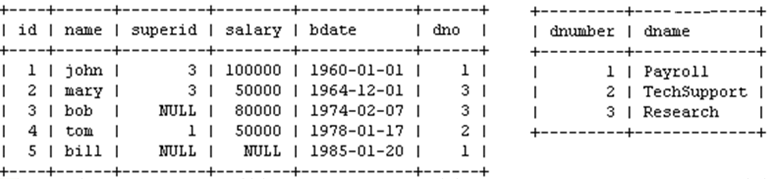 +----+------+---------+--------+------------+-----+
| id | name | superid | salary | bdate | dno |
+----+------+---------+--------+------------+-----+
| 1 | john | 3 | 100000 | 1960-01-01 | 1 |
| 2 | mary | 3 | 50000 | 1964-12-01 | 3 |
| 3 | bob | NULL | 80000 | 1974-02-07 | 3 |
| 4 | tom | 1 | 50000 | 1978-01-17 | 2 |
| 5 | bill | NULL | NULL | 1985-01-20 | 1 |
+----+------+---------+--------+------------+-----+
+---------+-------------+
| dnumber | dname |
+---------+-------------+
| 1 | Payroll |
| 2 | TechSupport |
| 3 | Research |
+---------+-------------+